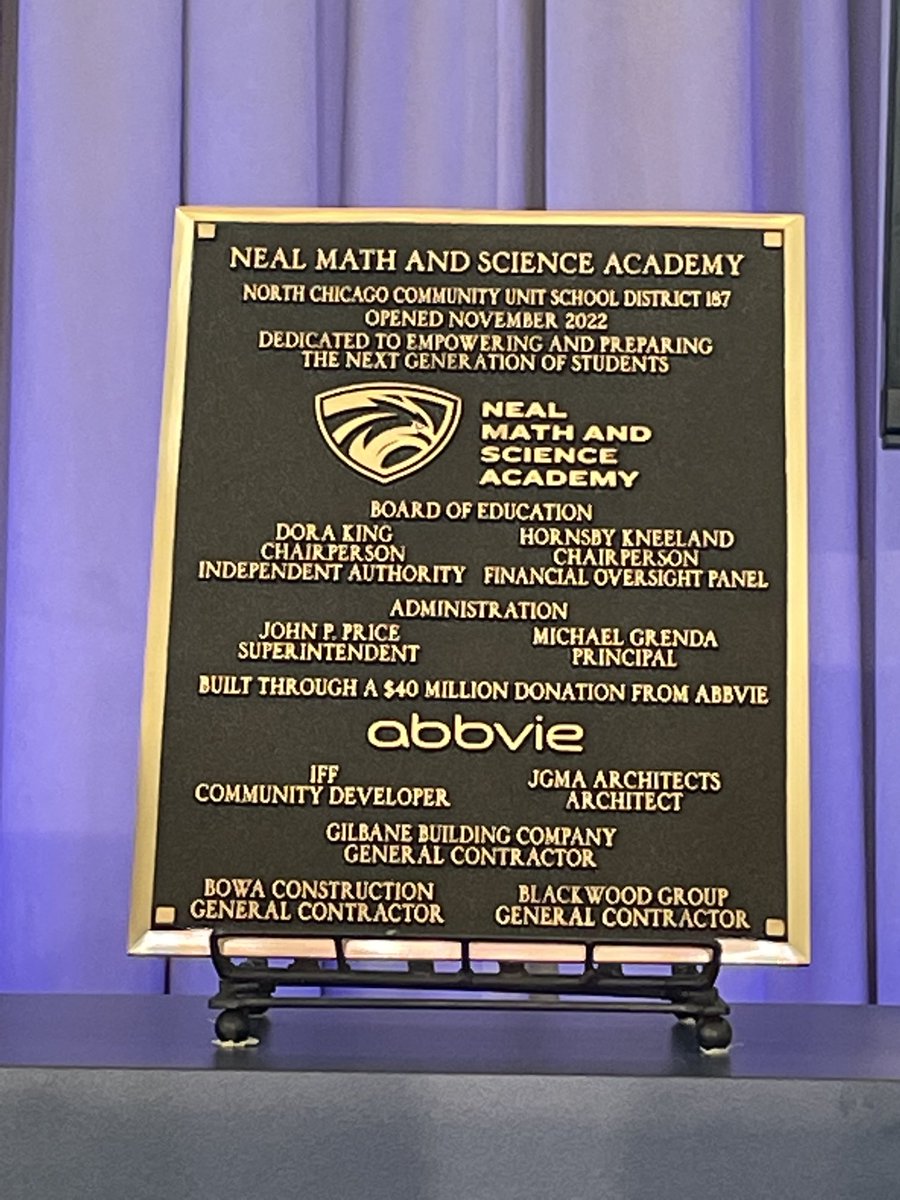 NEAL MATH AND SCIENCE ACADEMY
NORTH CHICAGO COMMUNITY UNIT SCHOOL DISTRICT 187
OPENED NOVEMBER 2022
DEDICATED TO EMPOWERING AND PREPARING
THE NEXT GENERATION OF STUDENTS
NEAL
MATH AND
SCIENCE
ACADEMY
BOARD OF EDUCATION
DORA KING
CHAIRPERSON
INDEPENDENT AUTHORITY
HORNSBY KNEELAND
CHAIRPERSON
FINANCIAL OVERSIGHT PANEL
ADMINISTRATION
JOHN P. PRICE
SUPERINTENDENT
MICHAEL GRENDA
PRINCIPAL
BUILT THROUGH A $40 MILLION DONATION FROM ABBVIE
abbvie
IFF
COMMUNITY DEVELOPER
JGMA ARCHITECTS
ARCHITECT
GILBANE BUILDING COMPANY
GENERAL CONTRACTOR
BOWA CONSTRUCTION
GENERAL CONTRACTOR
BLACKWOOD GROUP
GENERAL CONTRACTOR